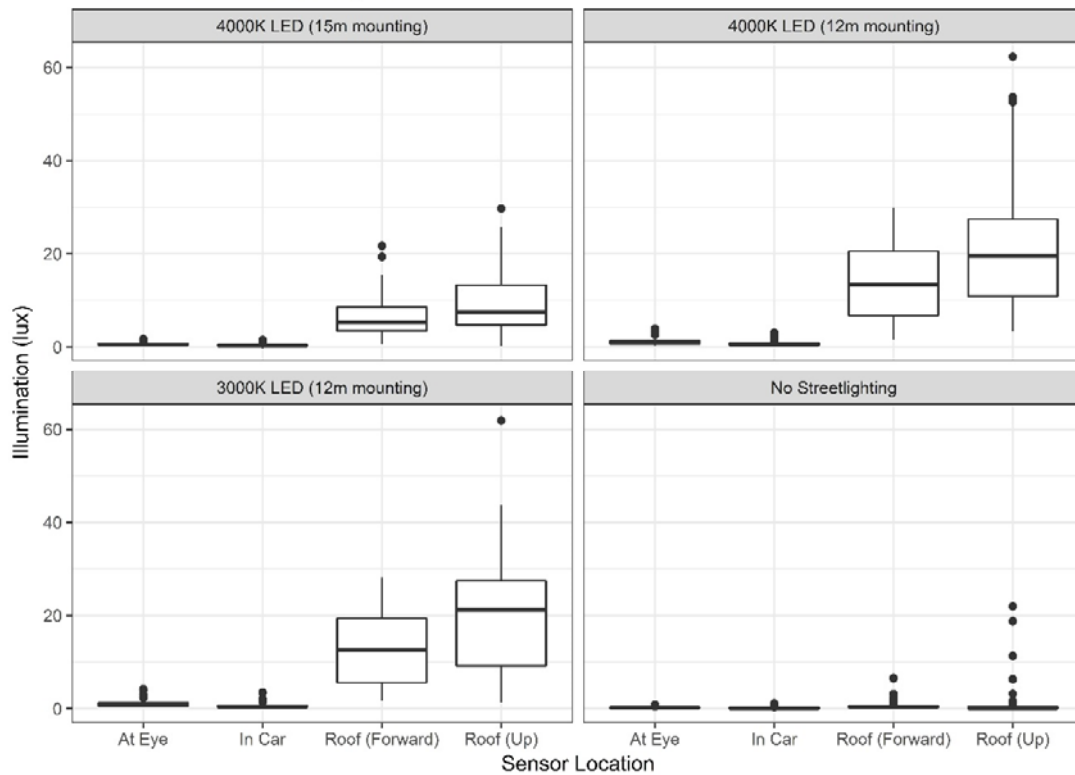 4000K LED (15m mounting)
4000K LED (12m mounting)
60
40
20
0
3000K LED (12m mounting)
No Streetlighting
60
40
20
0
Illumination (lux)
At Eye
In Car
Roof (Forward)
Roof (Up)
At Eye
In Car
Roof (Forward)
Roof (Up)
Sensor Location